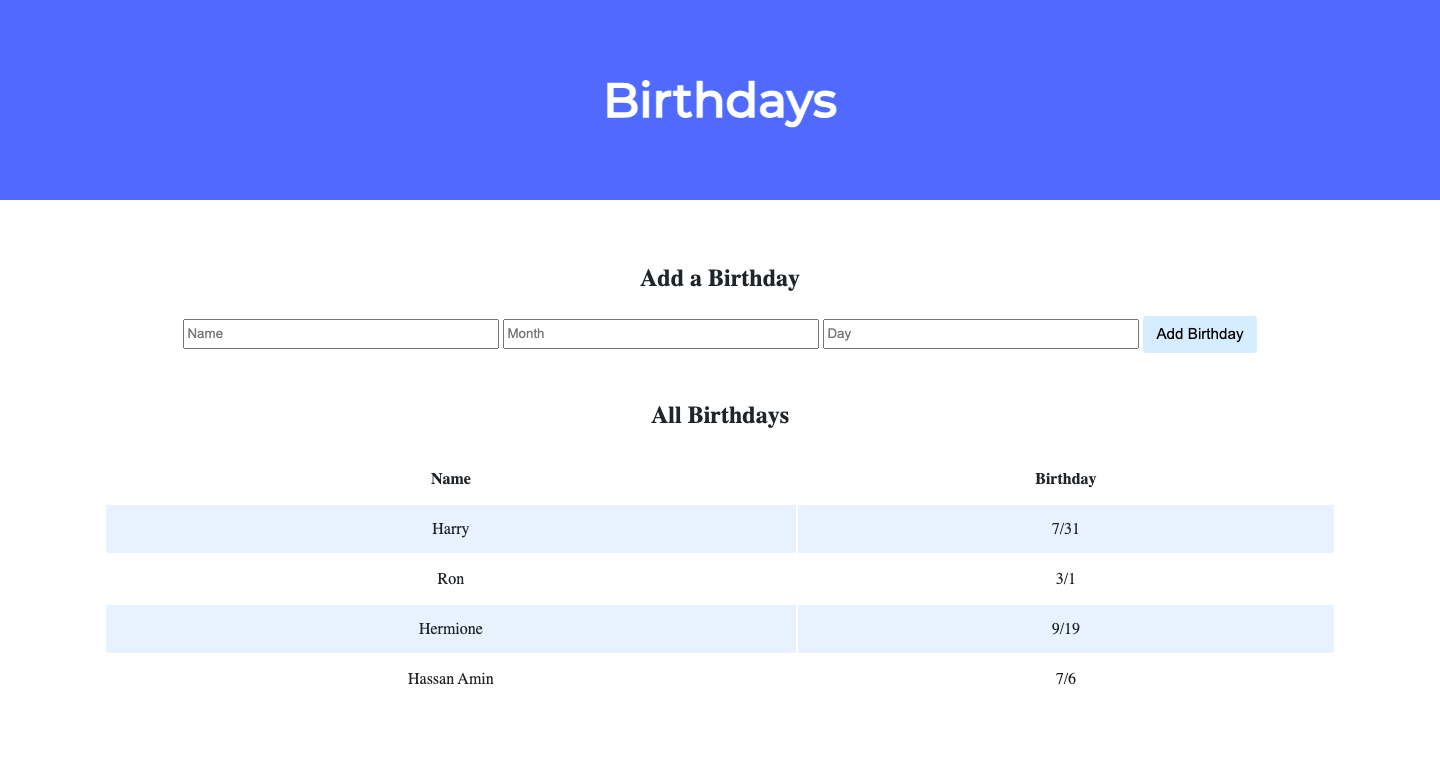 Birthdays
Add a Birthday
Name Month Day Add Birthday
All Birthdays
Name Birthday
Harry 7/31
Ron 3/1
Hermione 9/19
Hassan Amin 7/6